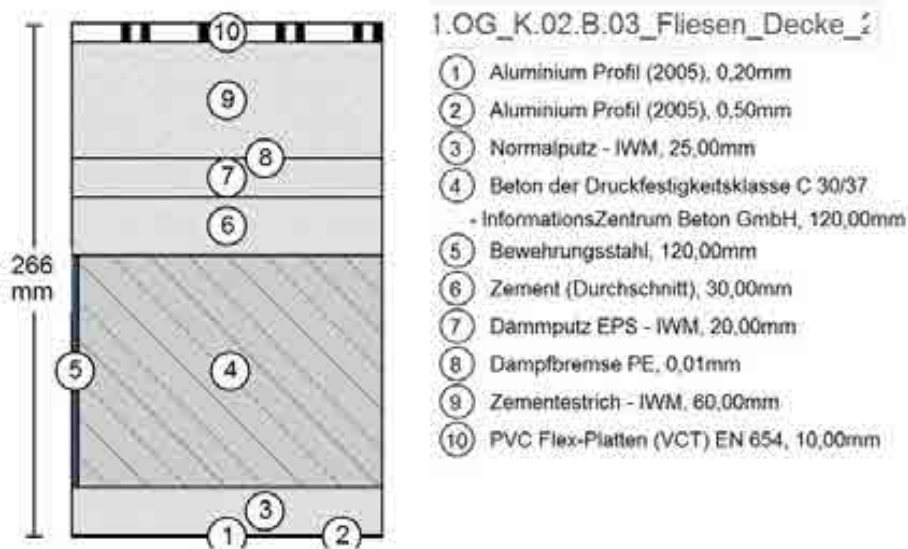 1.OG_K.02.B.03_Fliesen_Decke_
1 Aluminium Profil (2005), 0,20mm
2 Aluminium Profil (2005), 0,50mm
3 Normalputz - IWM, 25,00mm
4 Beton der Druckfestigkeitsklasse C 30/37
- InformationsZentrum Beton GmbH, 120,00mm
5 Bewehrungsstahl, 120,00mm
6 Zement (Durchschnitt), 30,00mm
7 Dämmputz EPS - IWM, 20,00mm
8 Dampfbremse PE, 0,01mm
9 Zementestrich - IWM, 60,00mm
10 PVC Flex-Platten (VCT) EN 654, 10,00mm
266
mm
10
9
8
7
6
5
4
3
1
2